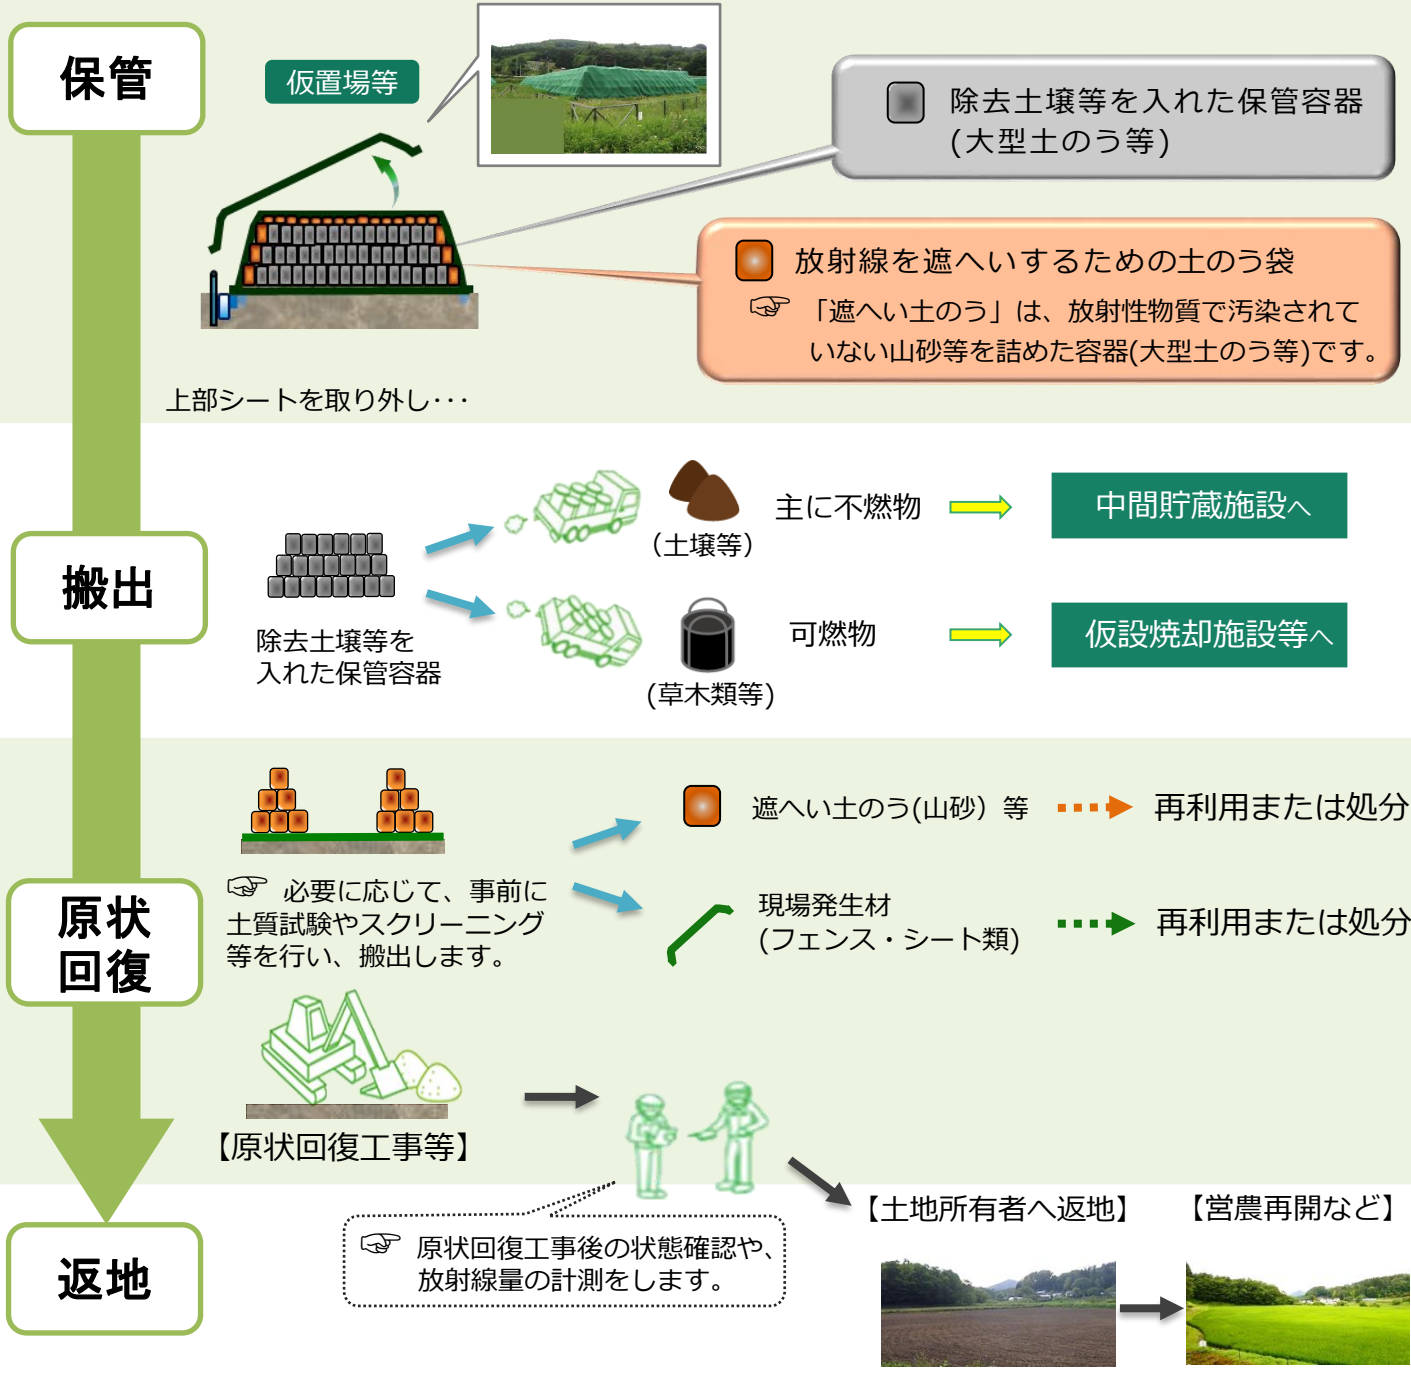 保管
仮置場等
除去土壌等を入れた保管容器
(大型土のう等)
放射線を遮へいするための土のう袋
☞ 「遮へい土のう」は、放射性物質で汚染されて
いない山砂等を詰めた容器(大型土のう等)です。
上部シートを取り外し･･･
搬出
除去土壌等を
入れた保管容器
(土壌等)
主に不燃物
中間貯蔵施設へ
(草木類等)
可燃物
仮設焼却施設等へ
原状
回復
☞ 必要に応じて、事前に
土質試験やスクリーニング
等を行い、搬出します。
遮へい土のう(山砂）等
再利用または処分
現場発生材
(フェンス・シート類)
再利用または処分
【原状回復工事等】
☞ 原状回復工事後の状態確認や、
放射線量の計測をします。
返地
【土地所有者へ返地】
【営農再開など】